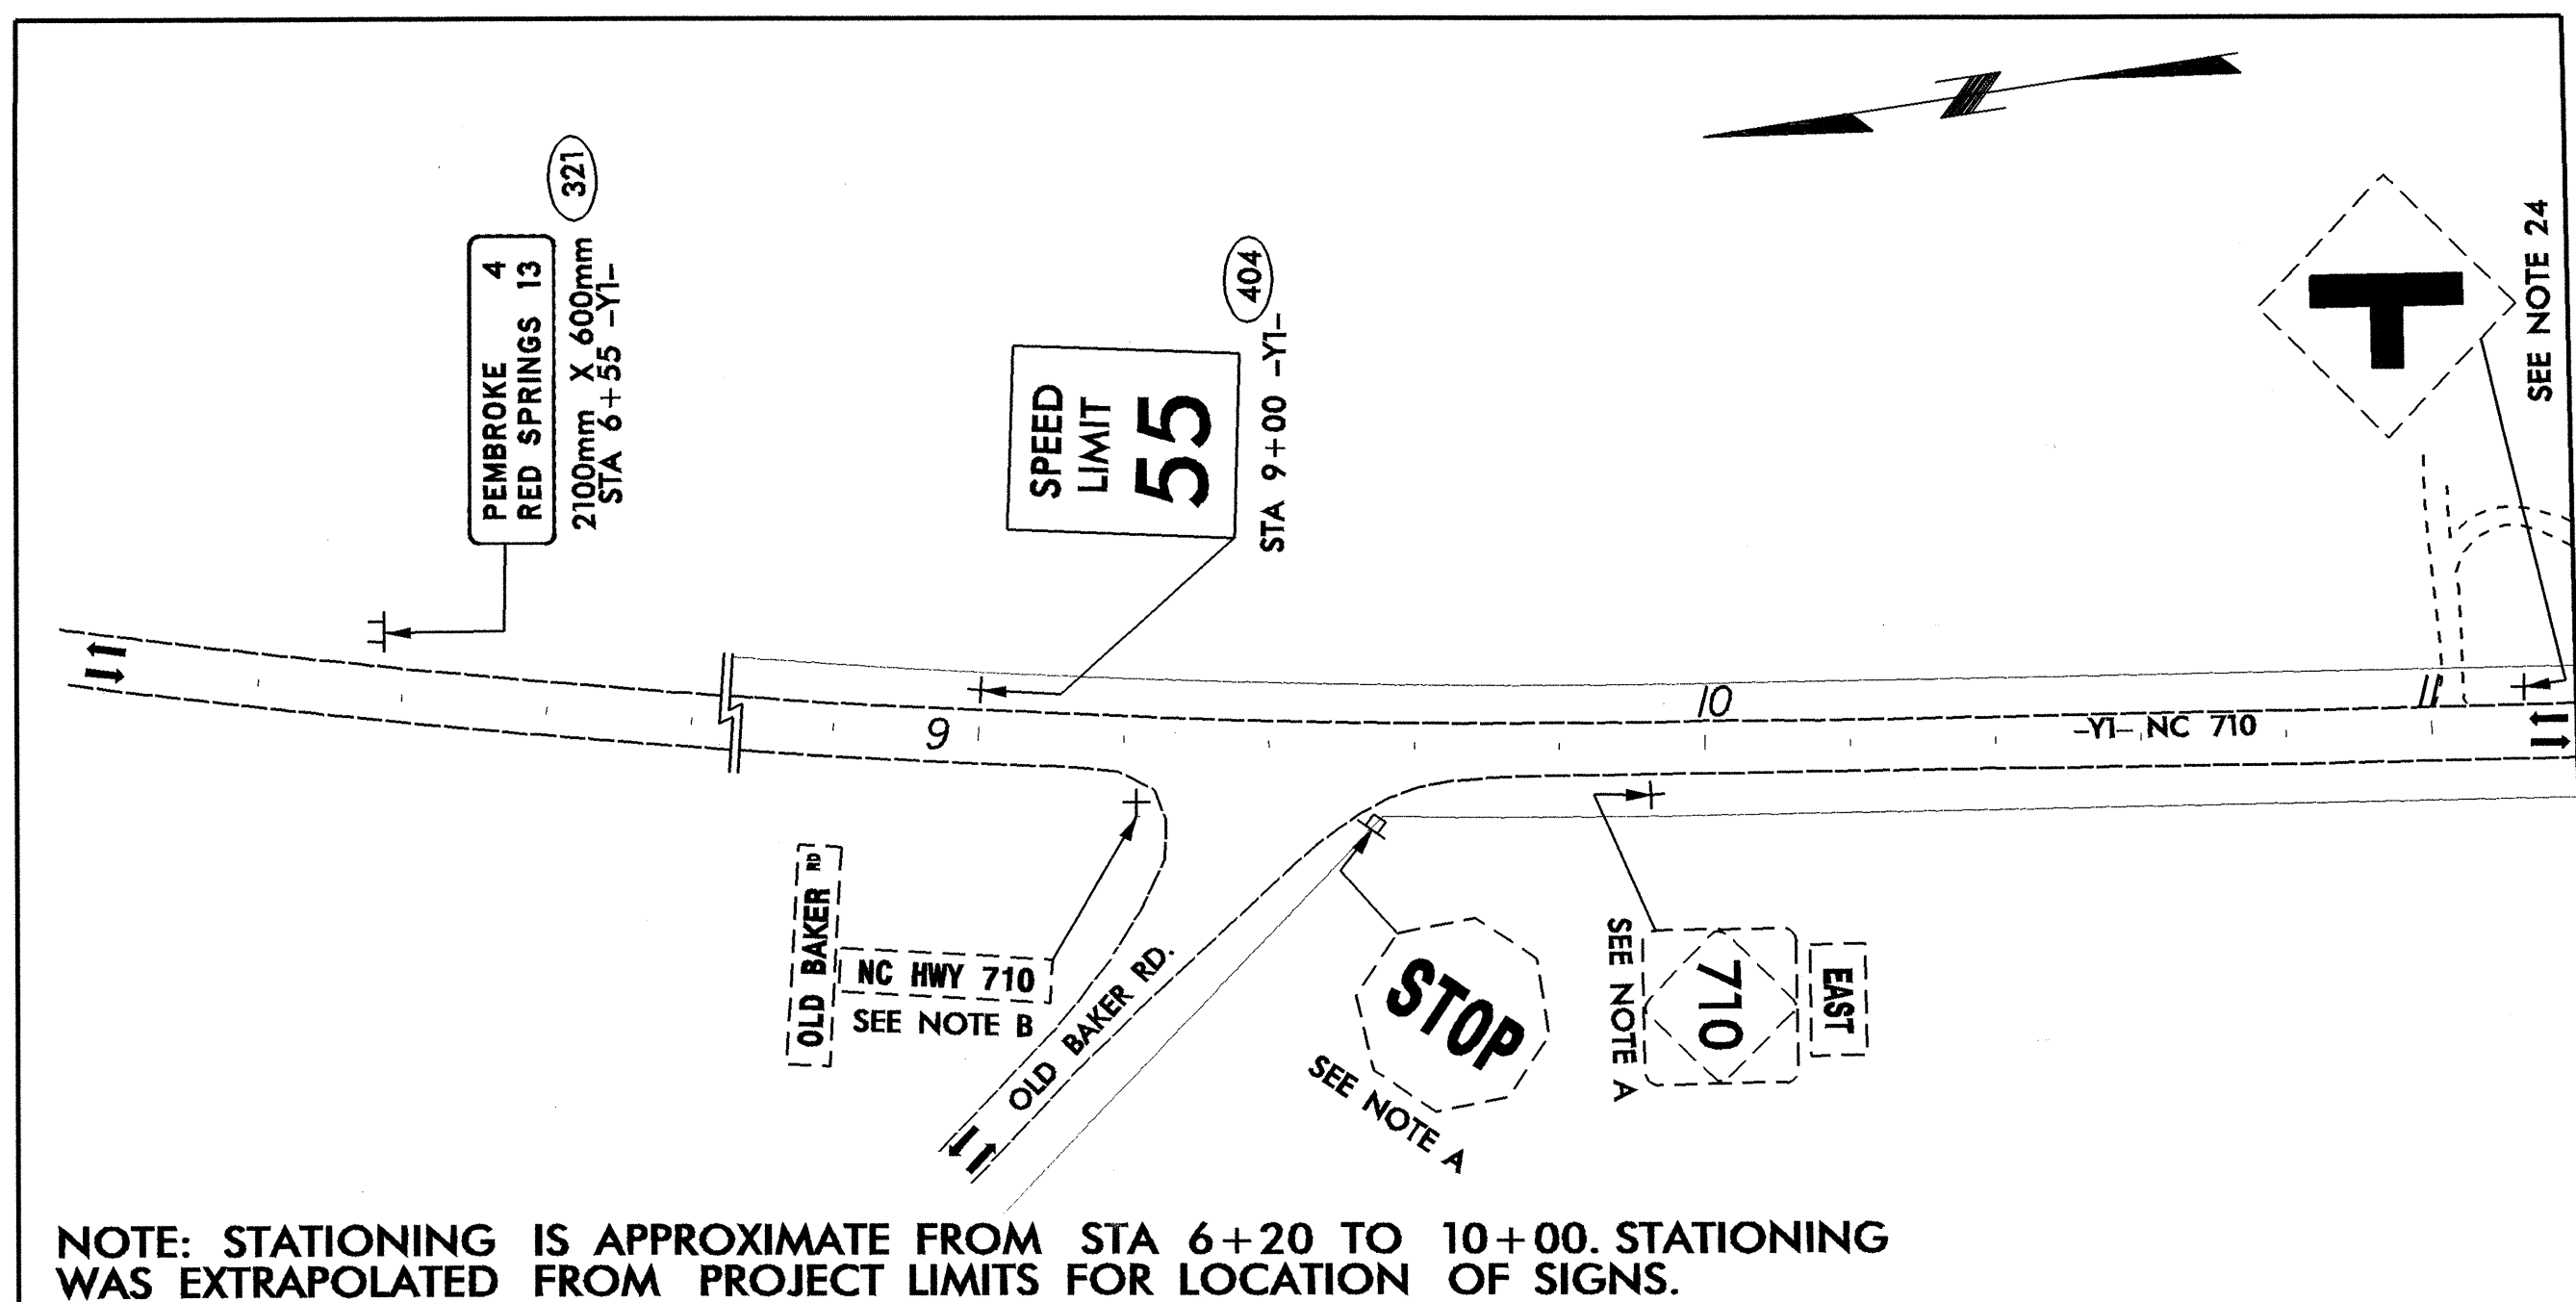 321
PEMBROKE 4
RED SPRINGS 13
2100mm X 600mm
STA 6+55 -Y1-
404
SPEED
LIMIT
55
STA 9+00 -Y1-
SEE NOTE 24
9
10
-Y1- NC 710
OLD BAKER RD
NC HWY 710
SEE NOTE B
OLD BAKER RD.
STOP
SEE NOTE A
EAST
710
SEE NOTE A
NOTE: STATIONING IS APPROXIMATE FROM STA 6+20 TO 10+00. STATIONING
WAS EXTRAPOLATED FROM PROJECT LIMITS FOR LOCATION OF SIGNS.